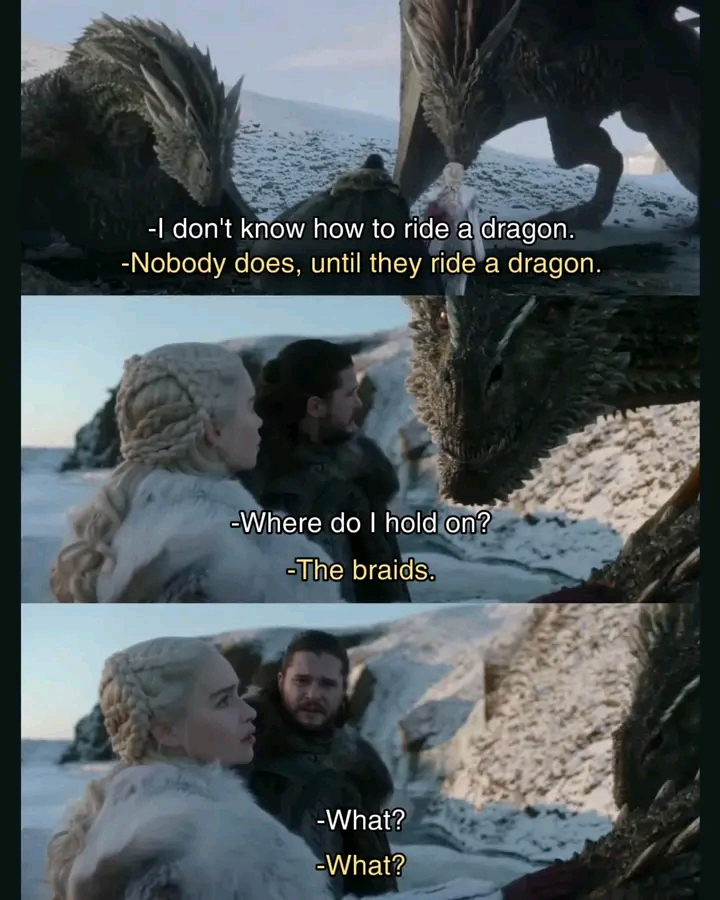 -I don't know how to ride a dragon.
-Nobody does, until they ride a dragon.
-Where do I hold on?
-The braids.
-What?
-What?